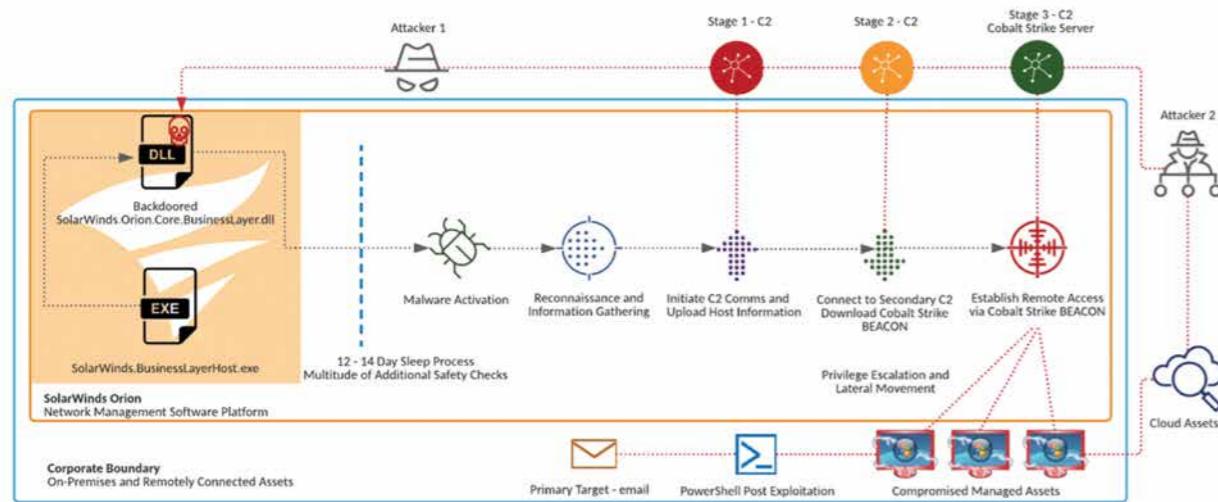 Attacker 1
Stage 1 - C2
Stage 2 - C2
Stage 3 - C2
Cobalt Strike Server
Attacker 2
DLL
Backdoored
SolarWinds.Orion.Core.BusinessLayer.dll
EXE
SolarWinds.BusinessLayerHost.exe
12 - 14 Day Sleep Process
Multitude of Additional Safety Checks
Malware Activation
Reconnaissance and
Information Gathering
Initiate C2 Comms and
Upload Host Information
Connect to Secondary C2
Download Cobalt Strike
BEACON
Establish Remote Access
via Cobalt Strike BEACON
Privilege Escalation and
Lateral Movement
SolarWinds Orion
Network Management Software Platform
Cloud Assets
Corporate Boundary
On-Premises and Remotely Connected Assets
Primary Target - email
PowerShell Post Exploitation
Compromised Managed Assets